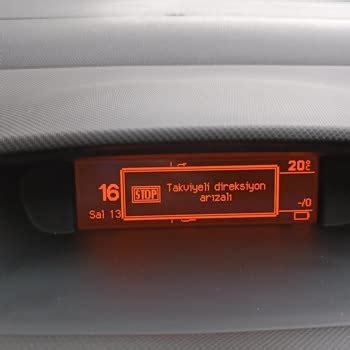 20°C
16
STOP
Takviyeli direksiyon
arızalı
Sal 13
-/0